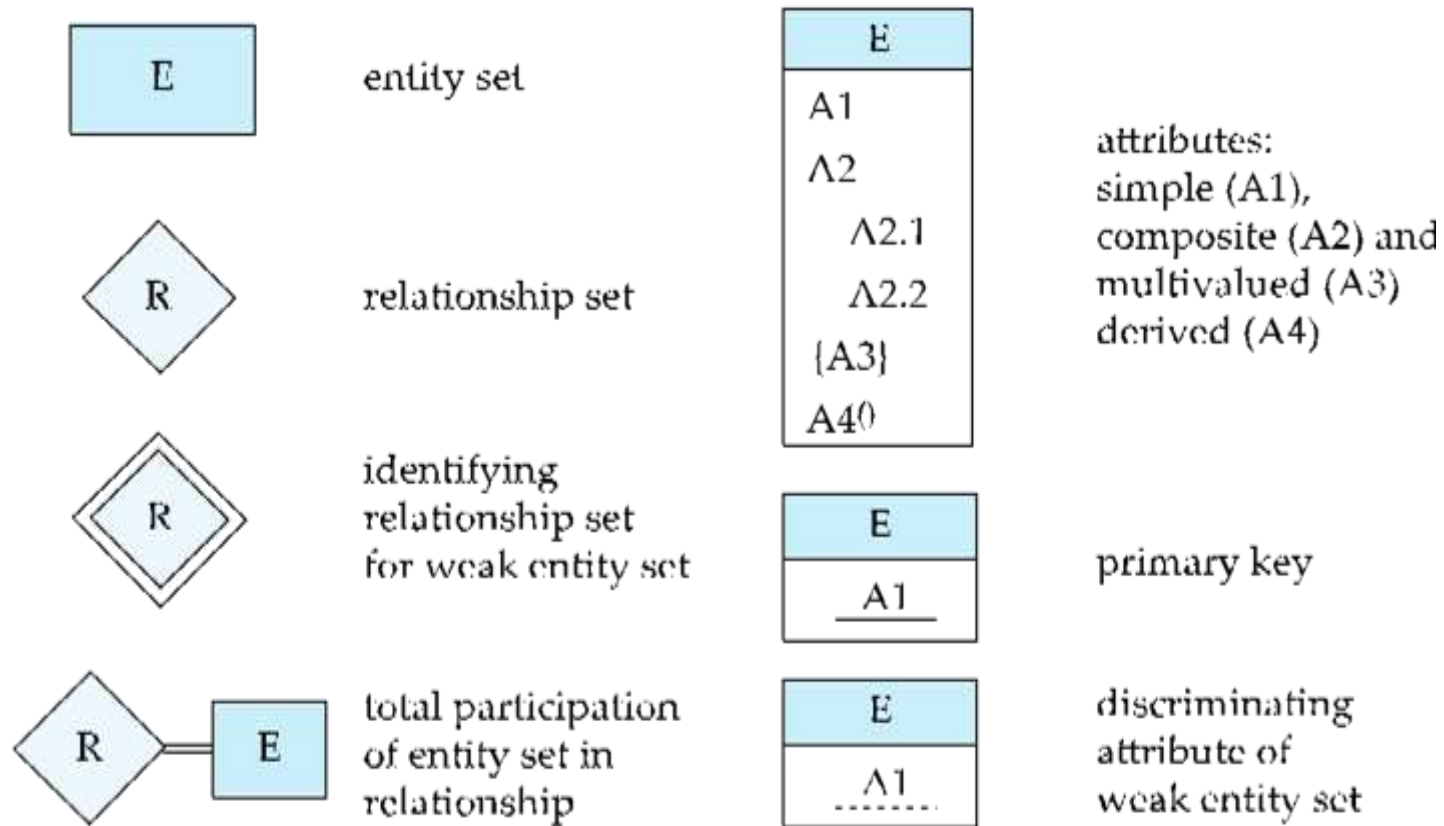 E
entity set
R
relationship set
R
identifying
relationship set
for weak entity set
R
E
total participation
of entity set in
relationship
E
A1
A2
A2.1
A2.2
{A3}
A4()
attributes:
simple (A1),
composite (A2) and
multivalued (A3)
derived (A4)
E
A1
primary key
E
A1
discriminating
attribute of
weak entity set